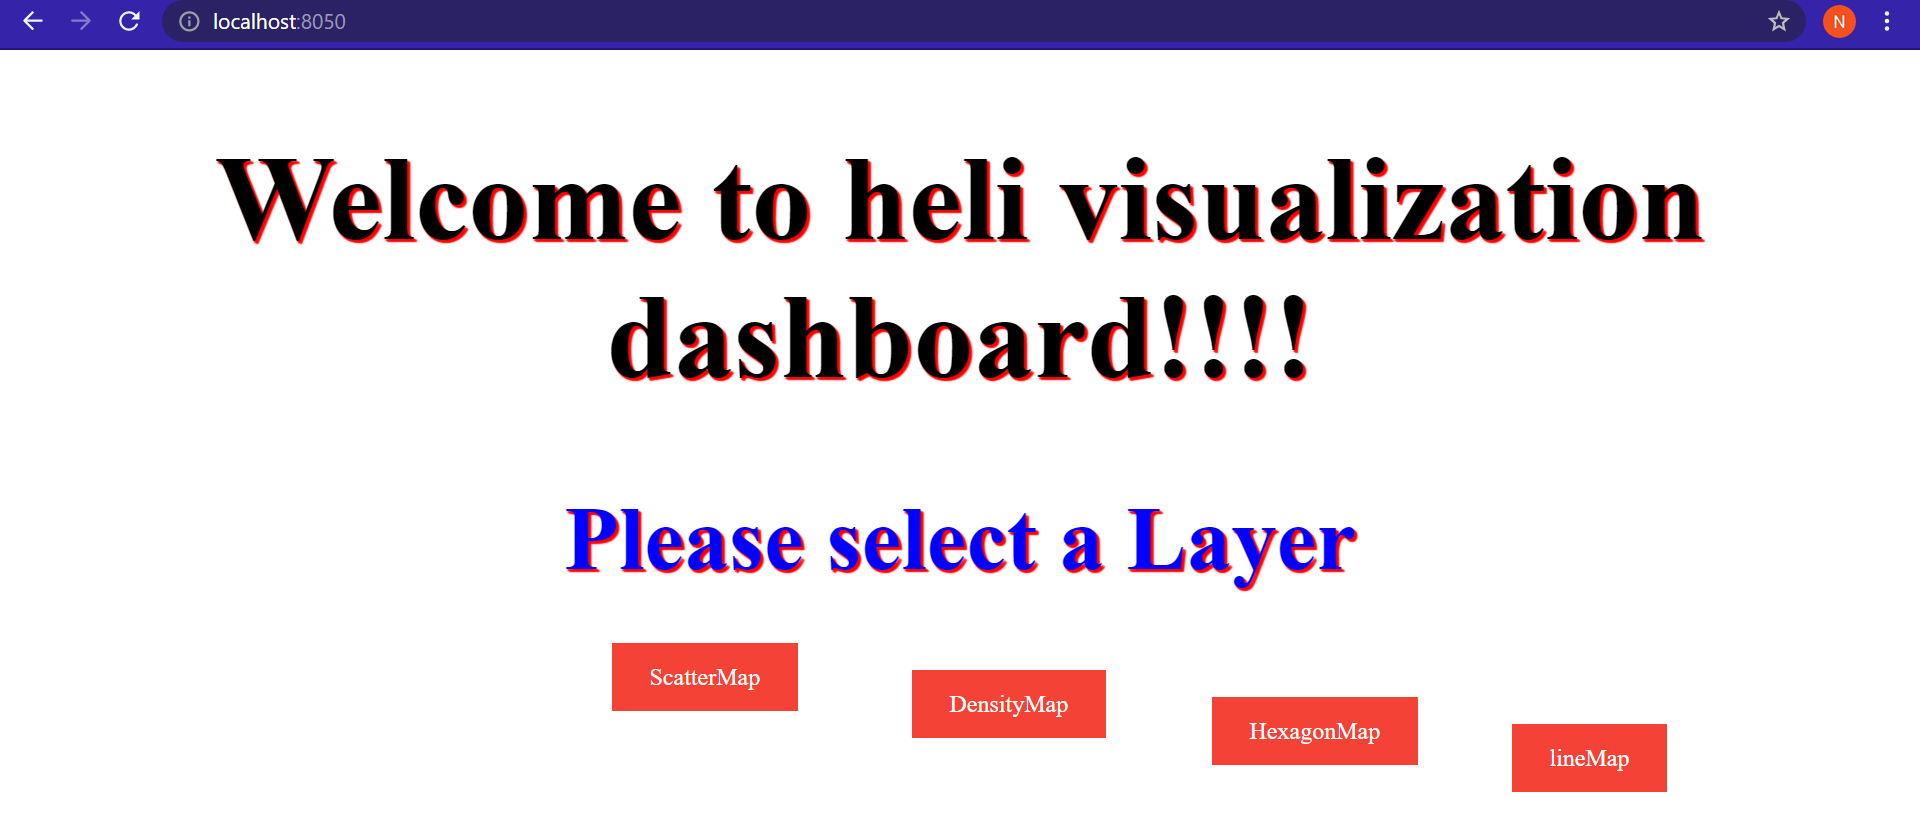 localhost:8050
N
Welcome to heli visualization
dashboard!!!!
Please select a Layer
ScatterMap
DensityMap
HexagonMap
lineMap